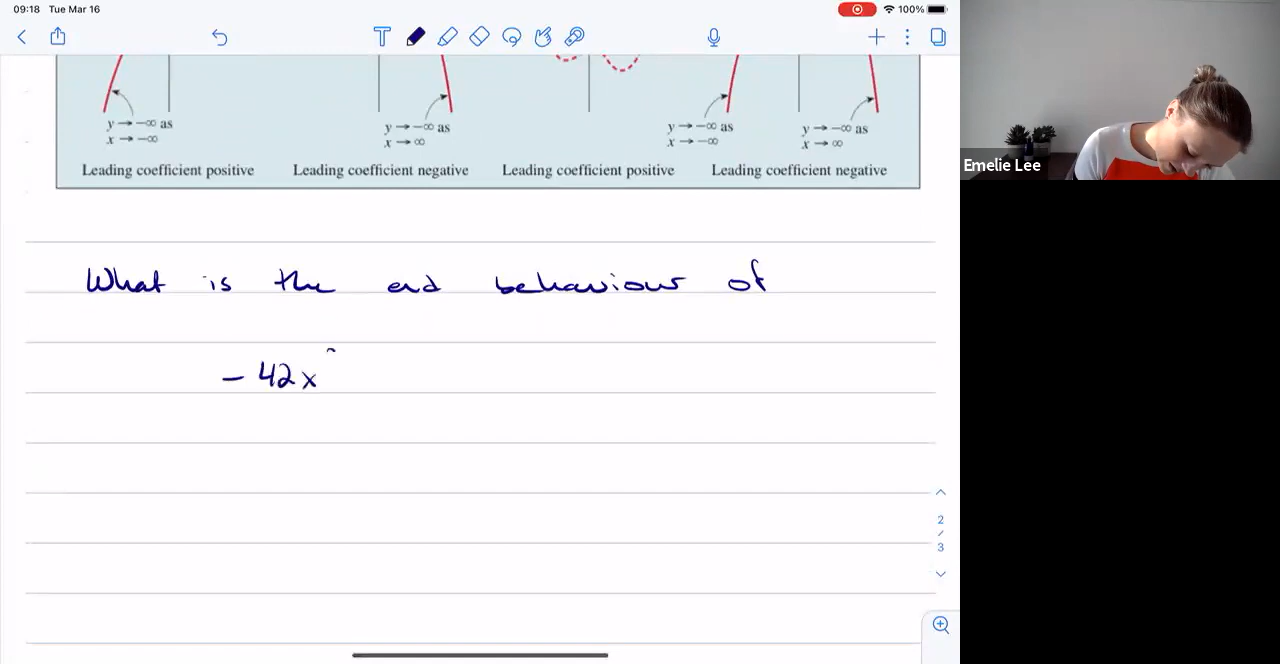 09:18 Tue Mar 16
100%
y → −∞ as
x → −∞
y → −∞ as
x → ∞
y → −∞ as
x → −∞
y → −∞ as
x → ∞
Leading coefficient positive
Leading coefficient negative
Leading coefficient positive
Leading coefficient negative
Emelie Lee
What is the end behaviour of
- 42x
2
/
3